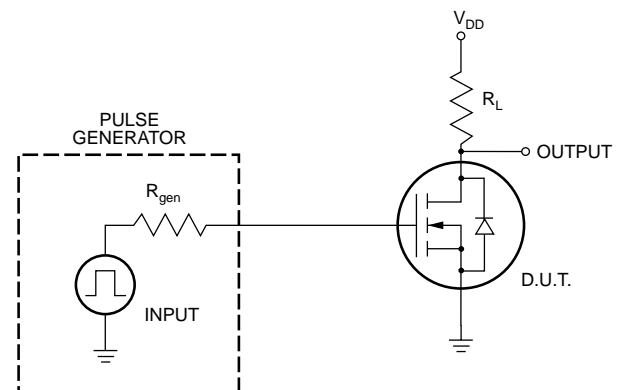 V_DD
R_L
PULSE
GENERATOR
OUTPUT
R_gen
D.U.T.
INPUT